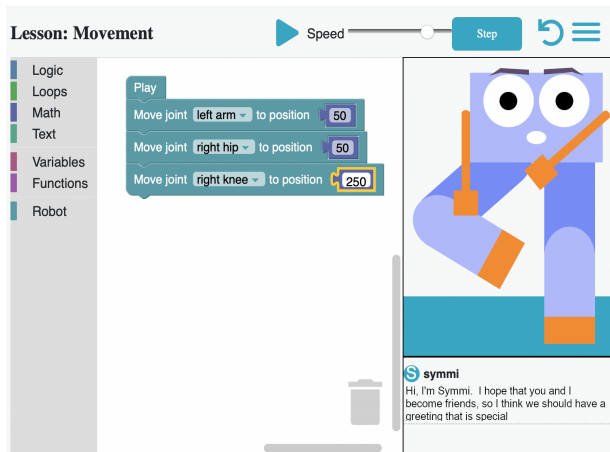 Lesson: Movement
Speed
Step
Logic
Loops
Math
Text
Variables
Functions
Robot
Play
Move joint left arm to position 50
Move joint right hip to position 50
Move joint right knee to position 250
S symmi
Hi, I'm Symmi. I hope that you and I
become friends, so I think we should have a
greeting that is special